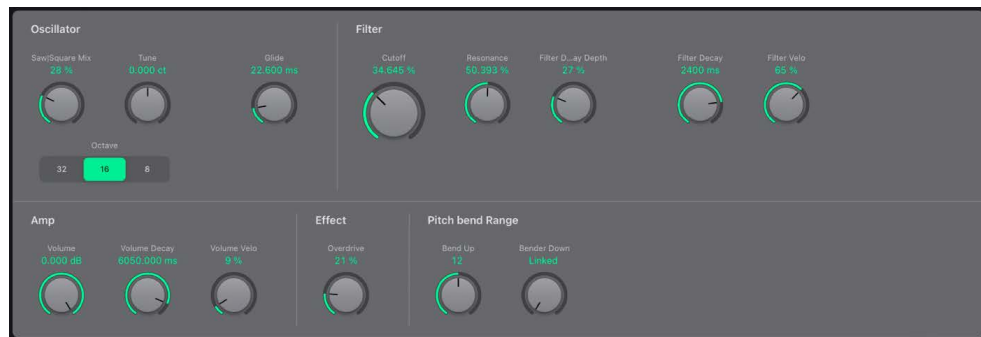 Oscillator
Saw|Square Mix
28 %
Tune
0.000 ct
Glide
22.600 ms
Octave
32
16
8
Filter
Cutoff
34.645 %
Resonance
50.393 %
Filter D...ay Depth
27 %
Filter Decay
2400 ms
Filter Velo
65 %
Amp
Volume
0.000 dB
Volume Decay
6050.000 ms
Volume Velo
9 %
Effect
Overdrive
21 %
Pitch bend Range
Bend Up
12
Bender Down
Linked